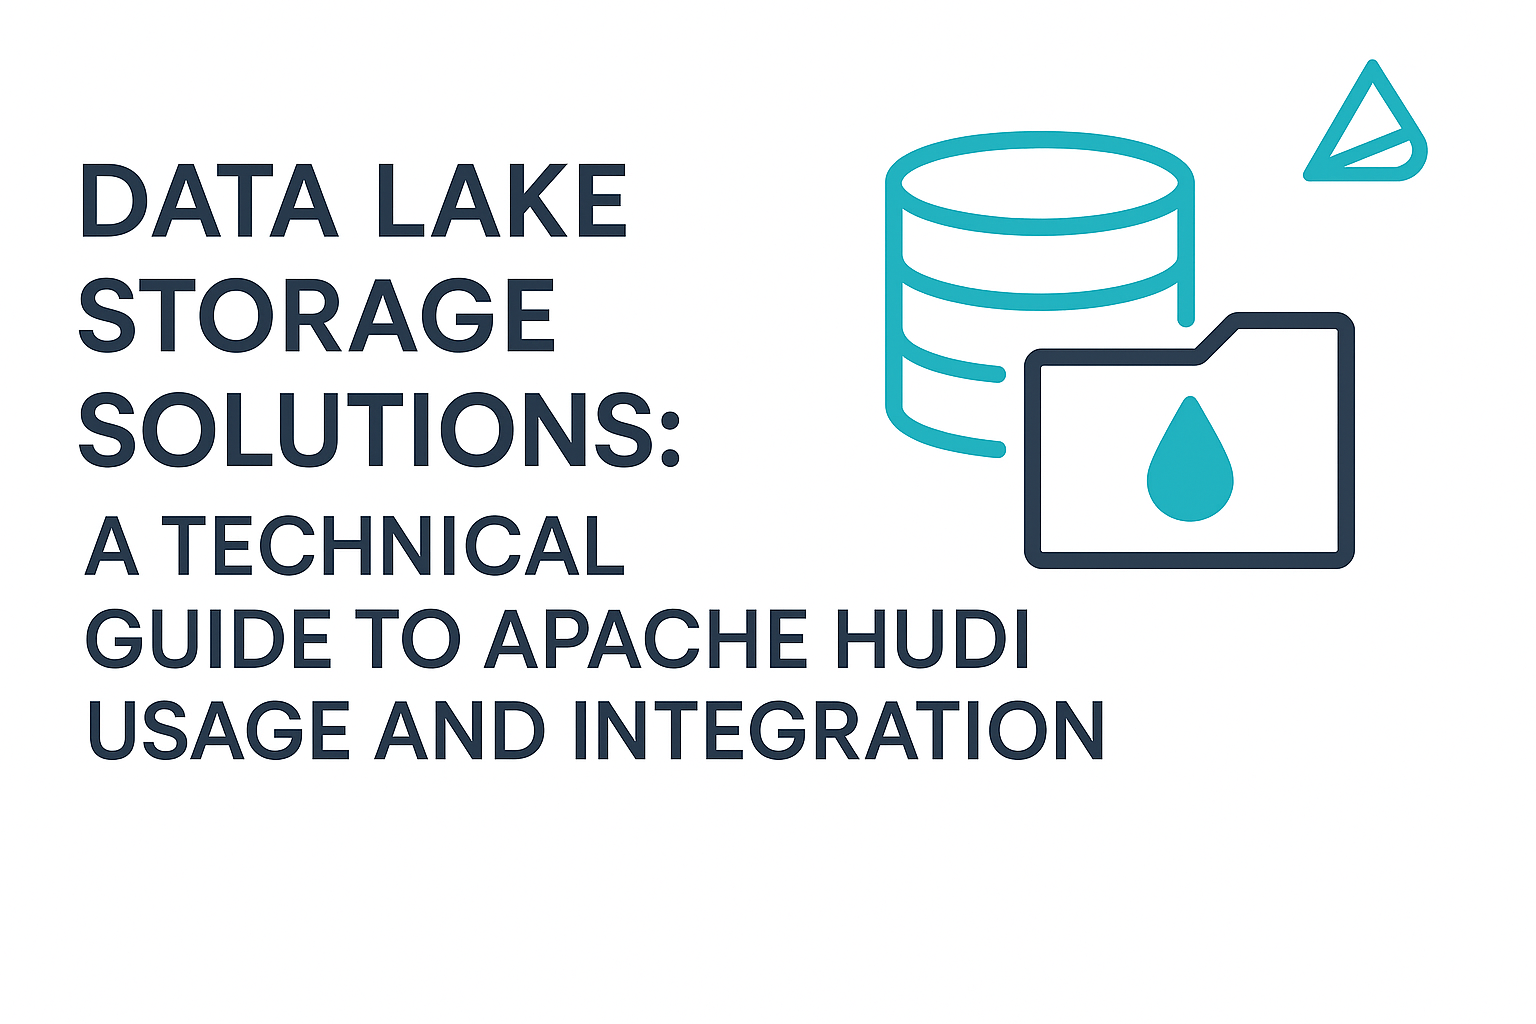 DATA LAKE
STORAGE
SOLUTIONS:
A TECHNICAL
GUIDE TO APACHE HUDI
USAGE AND INTEGRATION